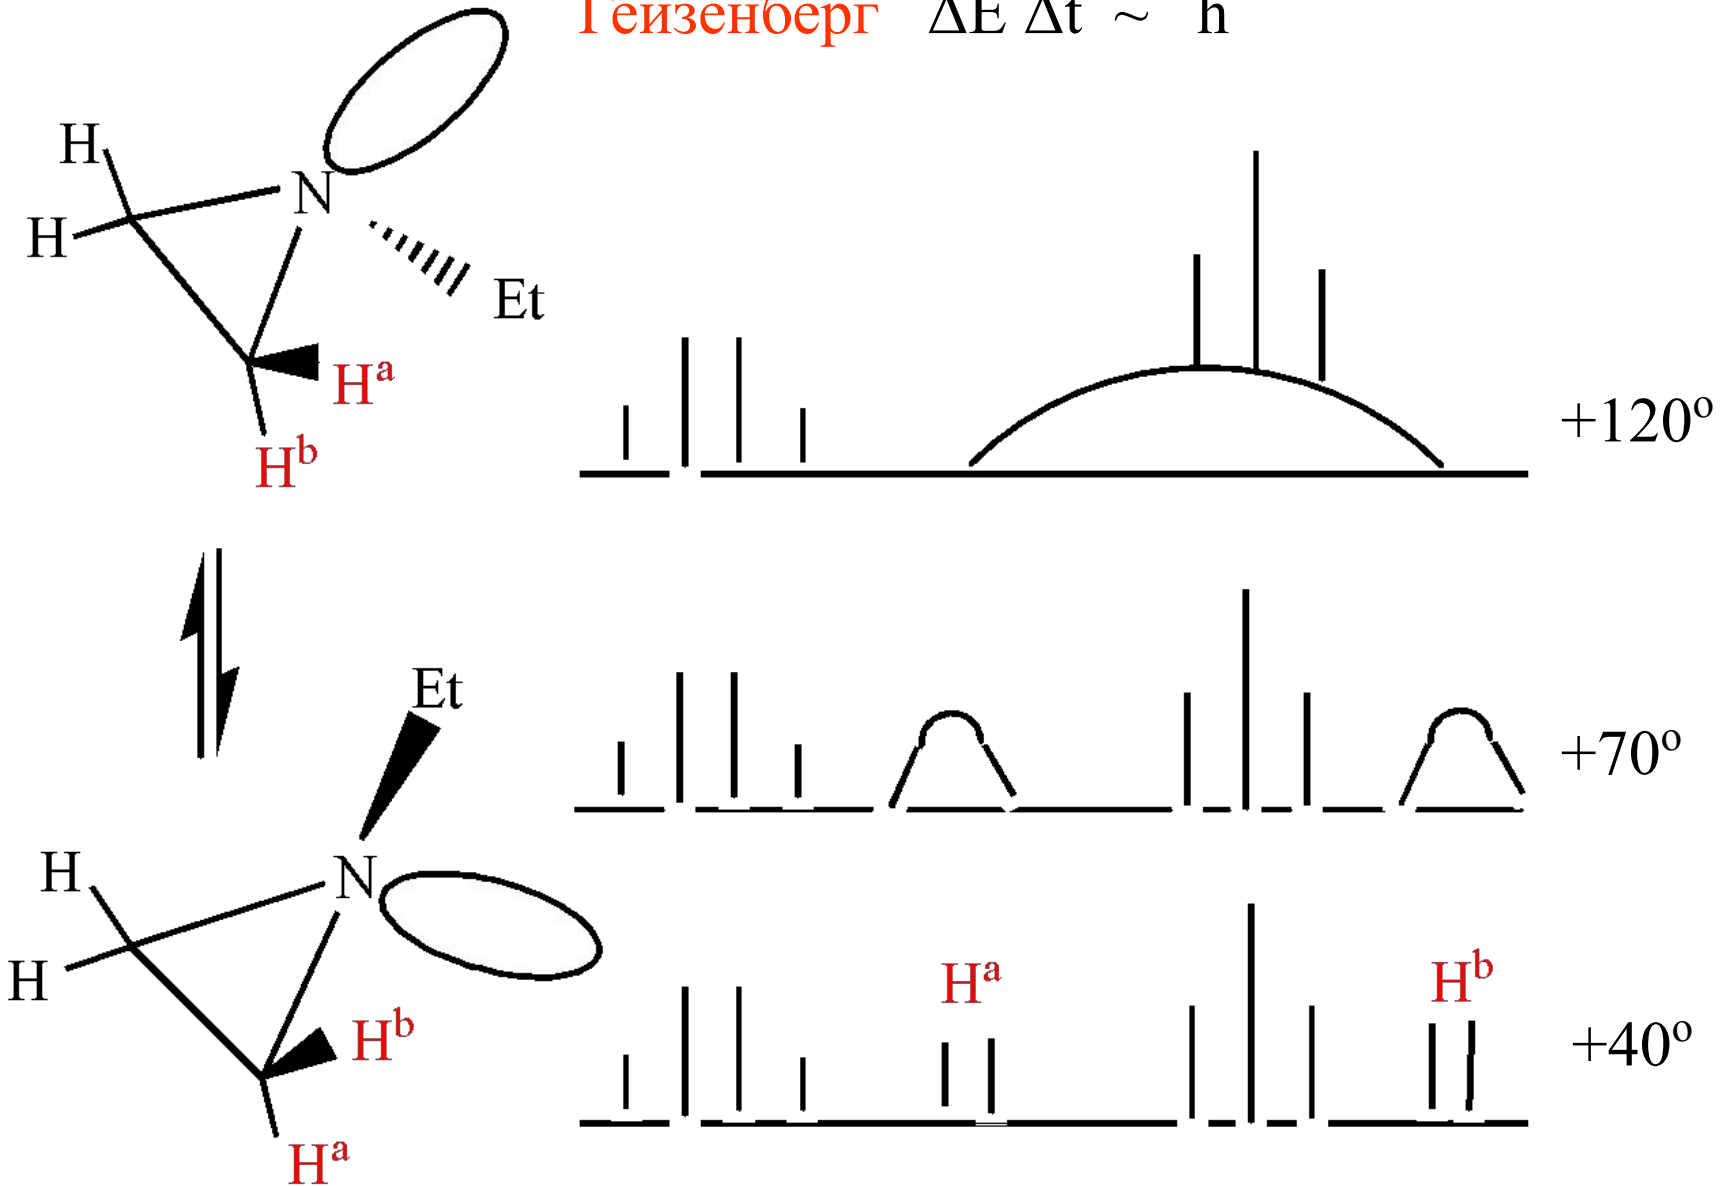 Гейзенберг ΔE Δt ~ h
H
N
H
Et
Hᵃ
Hᵇ
+120º
Et
+70º
H
N
H
Hᵇ
Hᵃ
Hᵃ
Hᵇ
+40º